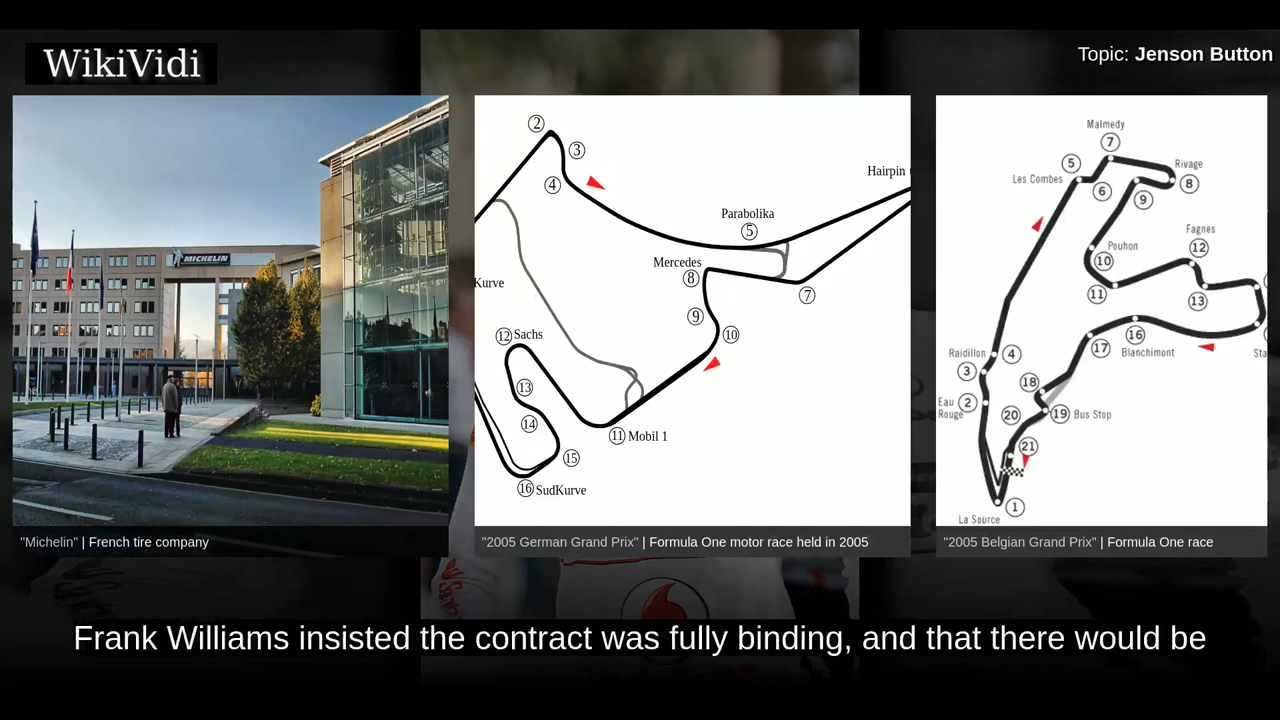 WikiVidi
Topic: Jenson Button
MICHELIN
"Michelin" | French tire company
2
3
4
Hairpin
Parabolika
5
Mercedes
8
7
Kurve
9
10
12 Sachs
13
14
11 Mobil 1
15
16 SudKurve
"2005 German Grand Prix" | Formula One motor race held in 2005
Malmedy
7
5
Rivage
Les Combes
6
8
9
Fagnes
Pouhon
12
10
11
13
16
Raidillon 4
17 Blanchimont
Sta
3
18
Eau
Rouge
2
20
19 Bus Stop
21
1
La Source
"2005 Belgian Grand Prix" | Formula One race
Frank Williams insisted the contract was fully binding, and that there would be